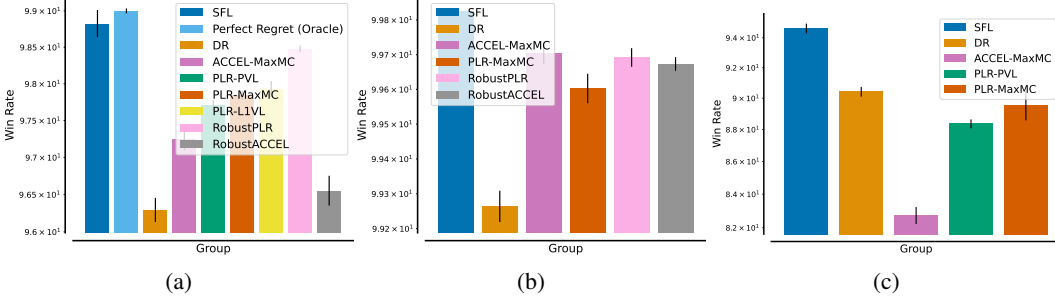 9.9 × 10¹
9.85 × 10¹
9.8 × 10¹
9.75 × 10¹
9.7 × 10¹
9.65 × 10¹
9.6 × 10¹
Win Rate
SFL
Perfect Regret (Oracle)
DR
ACCEL-MaxMC
PLR-PVL
PLR-MaxMC
PLR-L1VL
RobustPLR
RobustACCEL
Group
(a)
9.98 × 10¹
9.97 × 10¹
9.96 × 10¹
9.95 × 10¹
9.94 × 10¹
9.93 × 10¹
9.92 × 10¹
Win Rate
SFL
DR
ACCEL-MaxMC
PLR-MaxMC
RobustPLR
RobustACCEL
Group
(b)
9.4 × 10¹
9.2 × 10¹
9 × 10¹
8.8 × 10¹
8.6 × 10¹
8.4 × 10¹
8.2 × 10¹
Win Rate
SFL
DR
ACCEL-MaxMC
PLR-PVL
PLR-MaxMC
Group
(c)